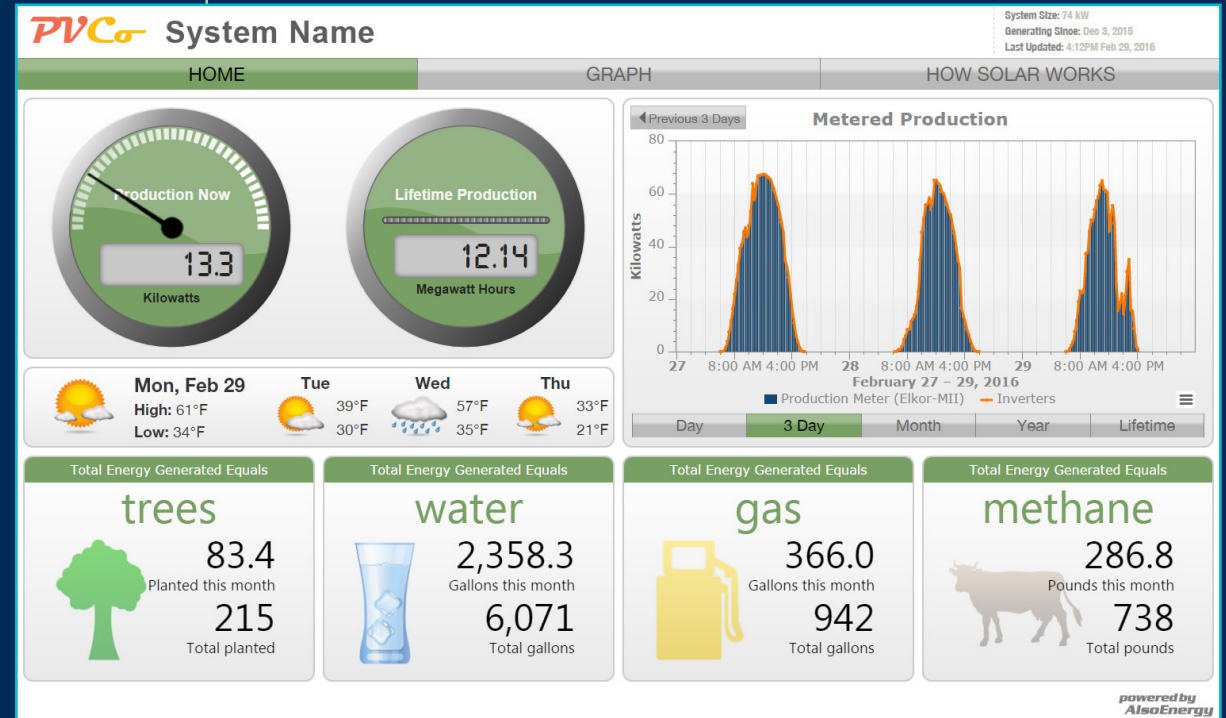 PVCo System Name
System Size: 74 kW
Generating Since: Dec 3, 2015
Last Updated: 4:12PM Feb 29, 2016
HOME
GRAPH
HOW SOLAR WORKS
Production Now
13.3
Kilowatts
Lifetime Production
12.14
Megawatt Hours
Previous 3 Days
Metered Production
Kilowatts
80
60
40
20
0
27 8:00 AM 4:00 PM 28 8:00 AM 4:00 PM 29 8:00 AM 4:00 PM
February 27 – 29, 2016
Production Meter (Elkor-MII) Inverters
Day 3 Day Month Year Lifetime
Mon, Feb 29
High: 61°F
Low: 34°F
Tue
39°F
30°F
Wed
57°F
35°F
Thu
33°F
21°F
Total Energy Generated Equals
trees
83.4
Planted this month
215
Total planted
Total Energy Generated Equals
water
2,358.3
Gallons this month
6,071
Total gallons
Total Energy Generated Equals
gas
366.0
Gallons this month
942
Total gallons
Total Energy Generated Equals
methane
286.8
Pounds this month
738
Total pounds
powered by
AlsoEnergy